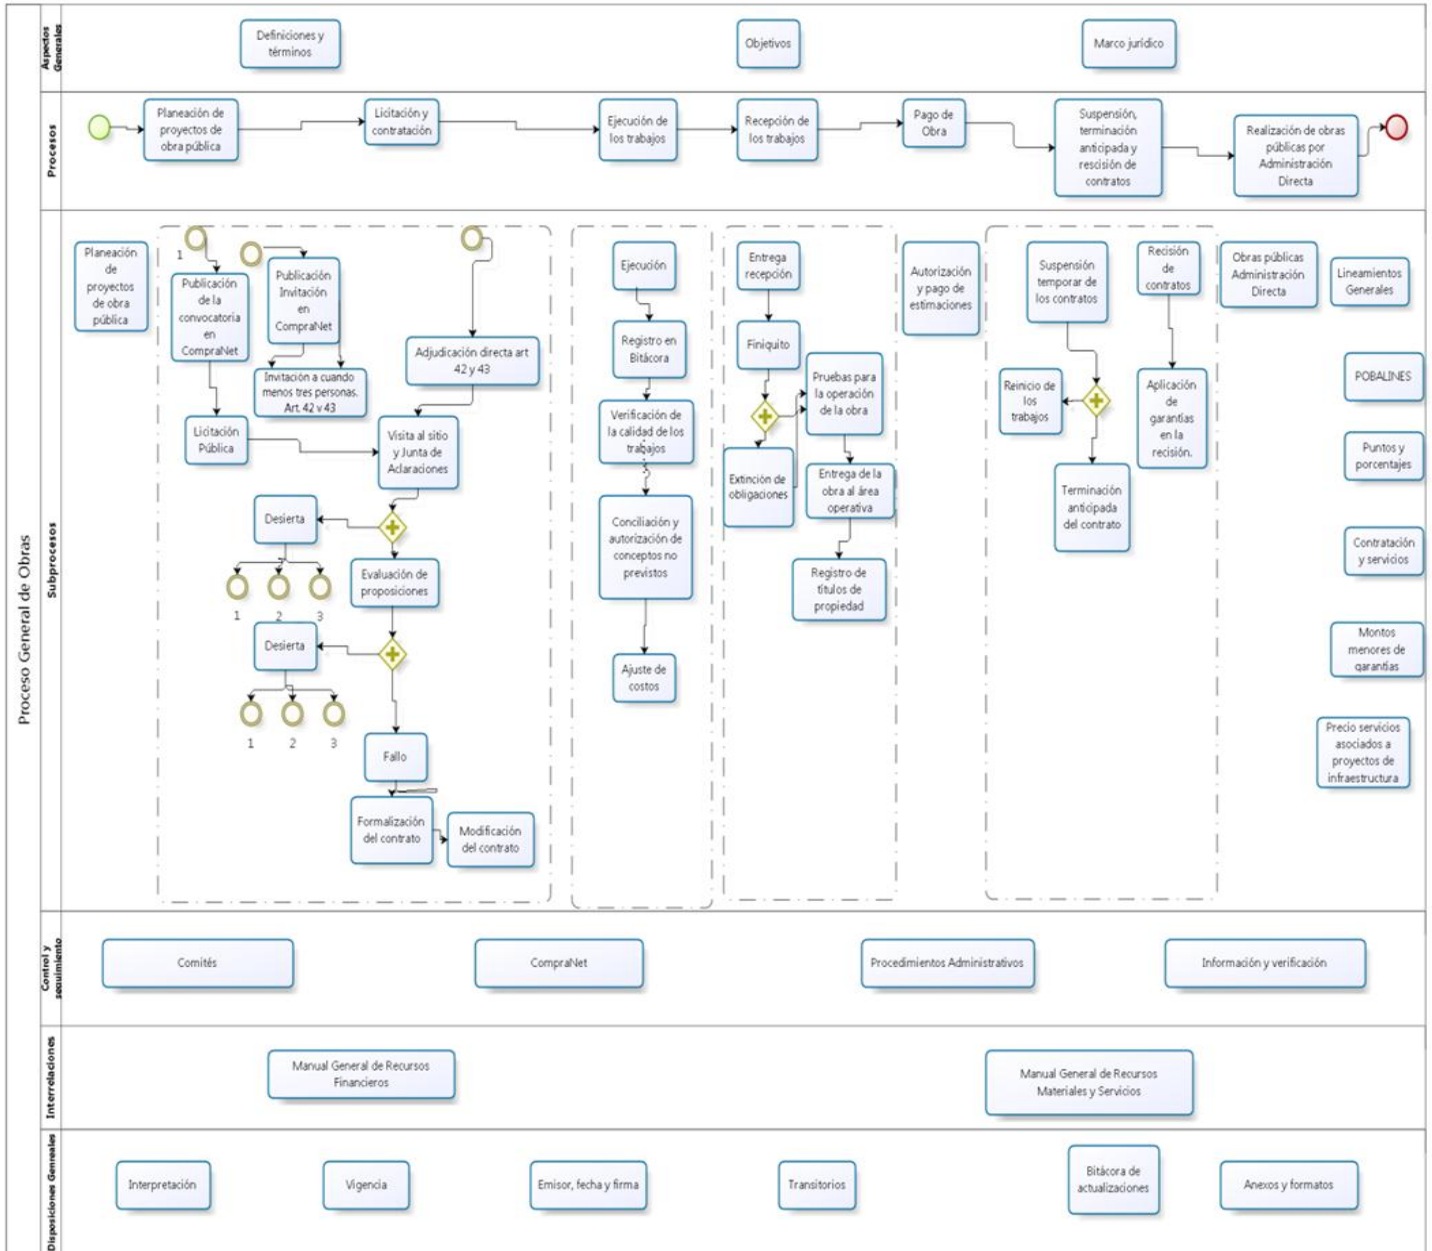 Proceso General de Obras
Aspectos
Generales
Definiciones y
términos
Objetivos
Marco jurídico
Procesos
Planeación de
proyectos de
obra pública
Licitación y
contratación
Ejecución de
los trabajos
Recepción de
los trabajos
Pago de
Obra
Suspensión,
terminación
anticipada y
rescisión de
contratos
Realización de obras
públicas por
Administración
Directa
Subprocesos
Planeación
de
proyectos
de obra
pública
1
Publicación
de la
convocatoria
en
CompraNet
Publicación
Invitación
en
CompraNet
Invitación a cuando
menos tres personas.
Art. 42 y 43
Adjudicación directa art
42 y 43
Licitación
Pública
Visita al sitio
y Junta de
Aclaraciones
Desierta
1
2
3
Evaluación de
proposiciones
Desierta
1
2
3
Fallo
Formalización
del contrato
Modificación
del contrato
Ejecución
Registro en
Bitácora
Verificación de
la calidad de los
trabajos
Conciliación y
autorización de
conceptos no
previstos
Ajuste de
costos
Entrega
recepción
Finiquito
Pruebas para
la operación
de la obra
Extinción de
obligaciones
Entrega de la
obra al área
operativa
Registro de
títulos de
propiedad
Autorización
y pago de
estimaciones
Suspensión
temporar de
los contratos
Reinicio de
los
trabajos
Terminación
anticipada
del contrato
Recisión
de
contratos
Aplicación
de
garantías
en la
recisión.
Obras públicas
Administración
Directa
Lineamientos
Generales
POBALINES
Puntos y
porcentajes
Contratación
y servicios
Montos
menores de
garantías
Precio servicios
asociados a
proyectos de
infraestructura
Control y
seguimiento
Comités
CompraNet
Procedimientos Administrativos
Información y verificación
Interrelaciones
Manual General de Recursos
Financieros
Manual General de Recursos
Materiales y Servicios
Disposiciones Genreales
Interpretación
Vigencia
Emisor, fecha y firma
Transitorios
Bitácora de
actualizaciones
Anexos y formatos